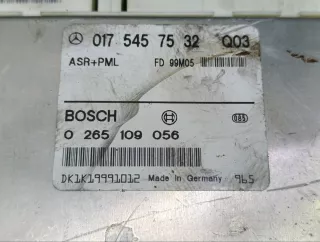 017 545 75 32 Q03
ASR+PML FD 99M05
BOSCH
0 265 109 056
DK1K19991012 Made in Germany 965